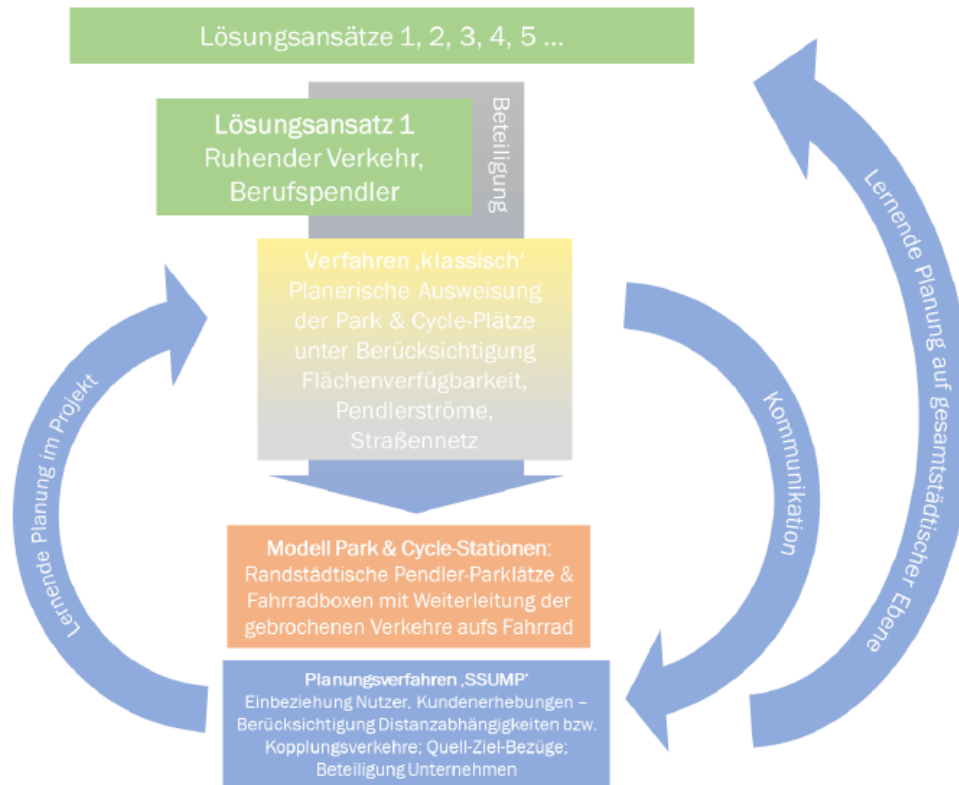 Lösungsansätze 1, 2, 3, 4, 5 ...
Lösungsansatz 1
Ruhender Verkehr,
Berufspendler
Beteiligung
Verfahren ‚klassisch‘
Planerische Ausweisung
der Park & Cycle-Plätze
unter Berücksichtigung
Flächenverfügbarkeit,
Pendlerströme,
Straßennetz
Modell Park & Cycle-Stationen:
Randstädtische Pendler-Parklätze &
Fahrradboxen mit Weiterleitung der
gebrochenen Verkehre aufs Fahrrad
Planungsverfahren ‚SSUMP‘
Einbeziehung Nutzer, Kundenerhebungen –
Berücksichtigung Distanzabhängigkeiten bzw.
Kopplungsverkehre; Quell-Ziel-Bezüge;
Beteiligung Unternehmen
Lernende Planung im Projekt
Kommunikation
Lernende Planung auf gesamtstädtischer Ebene